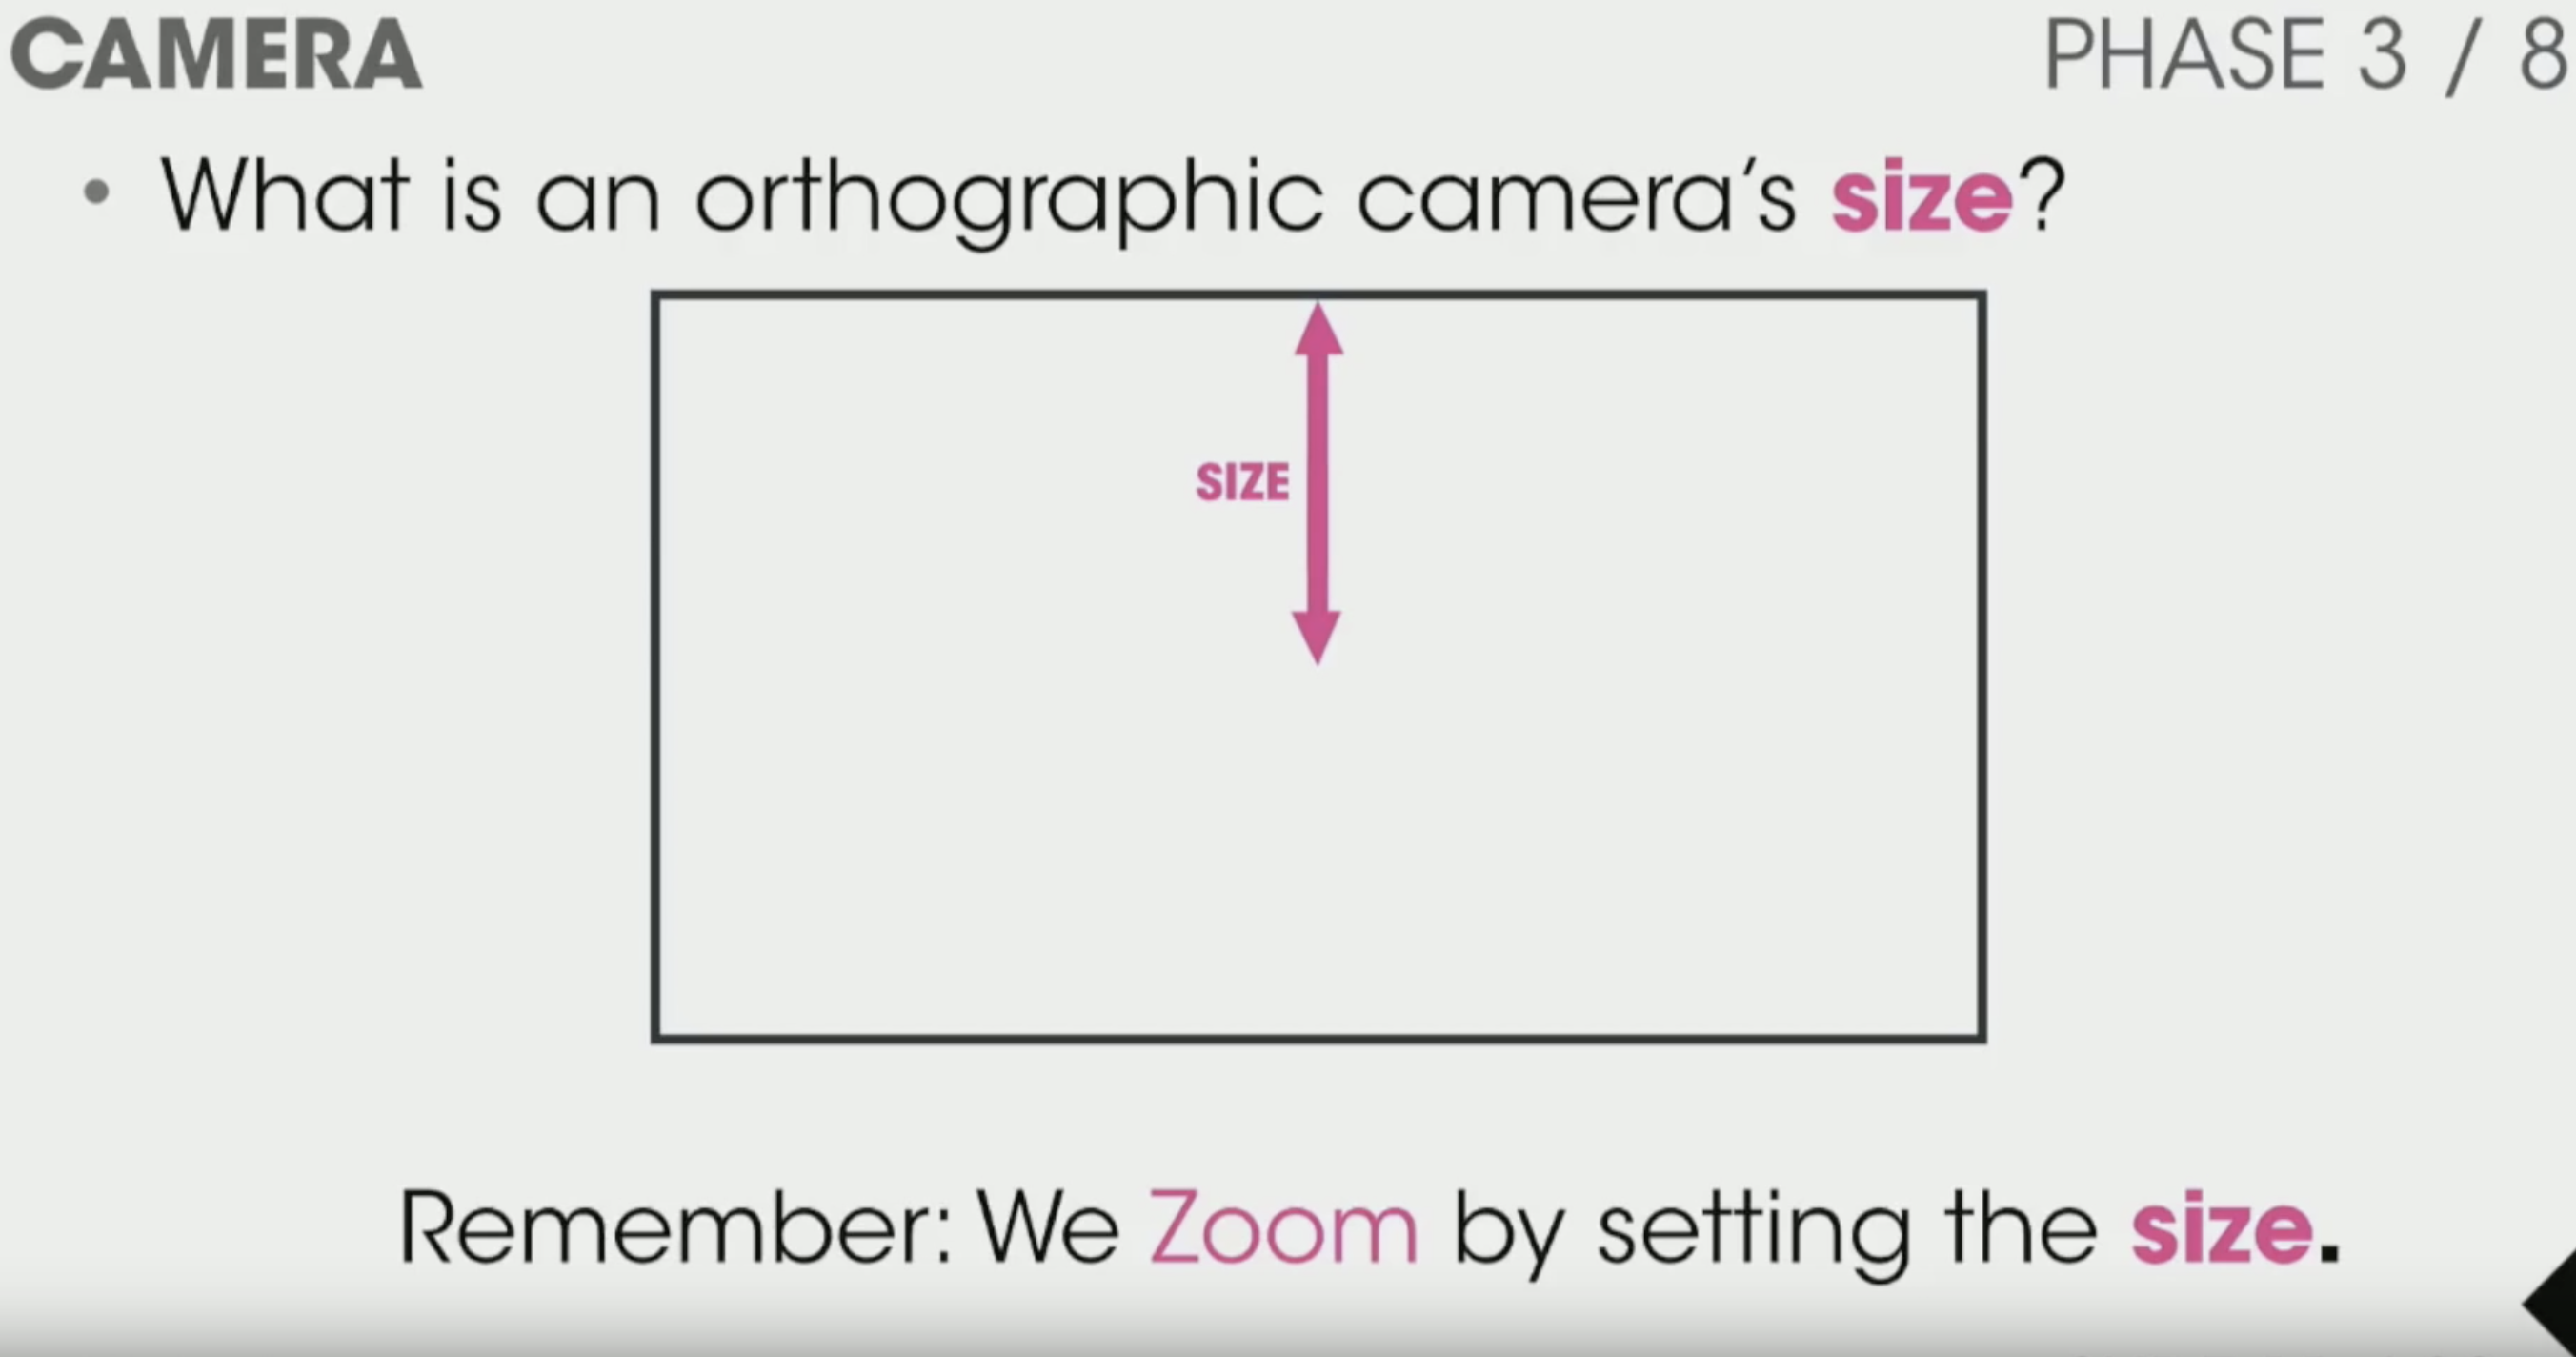 CAMERA
PHASE 3 / 8
• What is an orthographic camera’s size?
SIZE
Remember: We Zoom by setting the size.